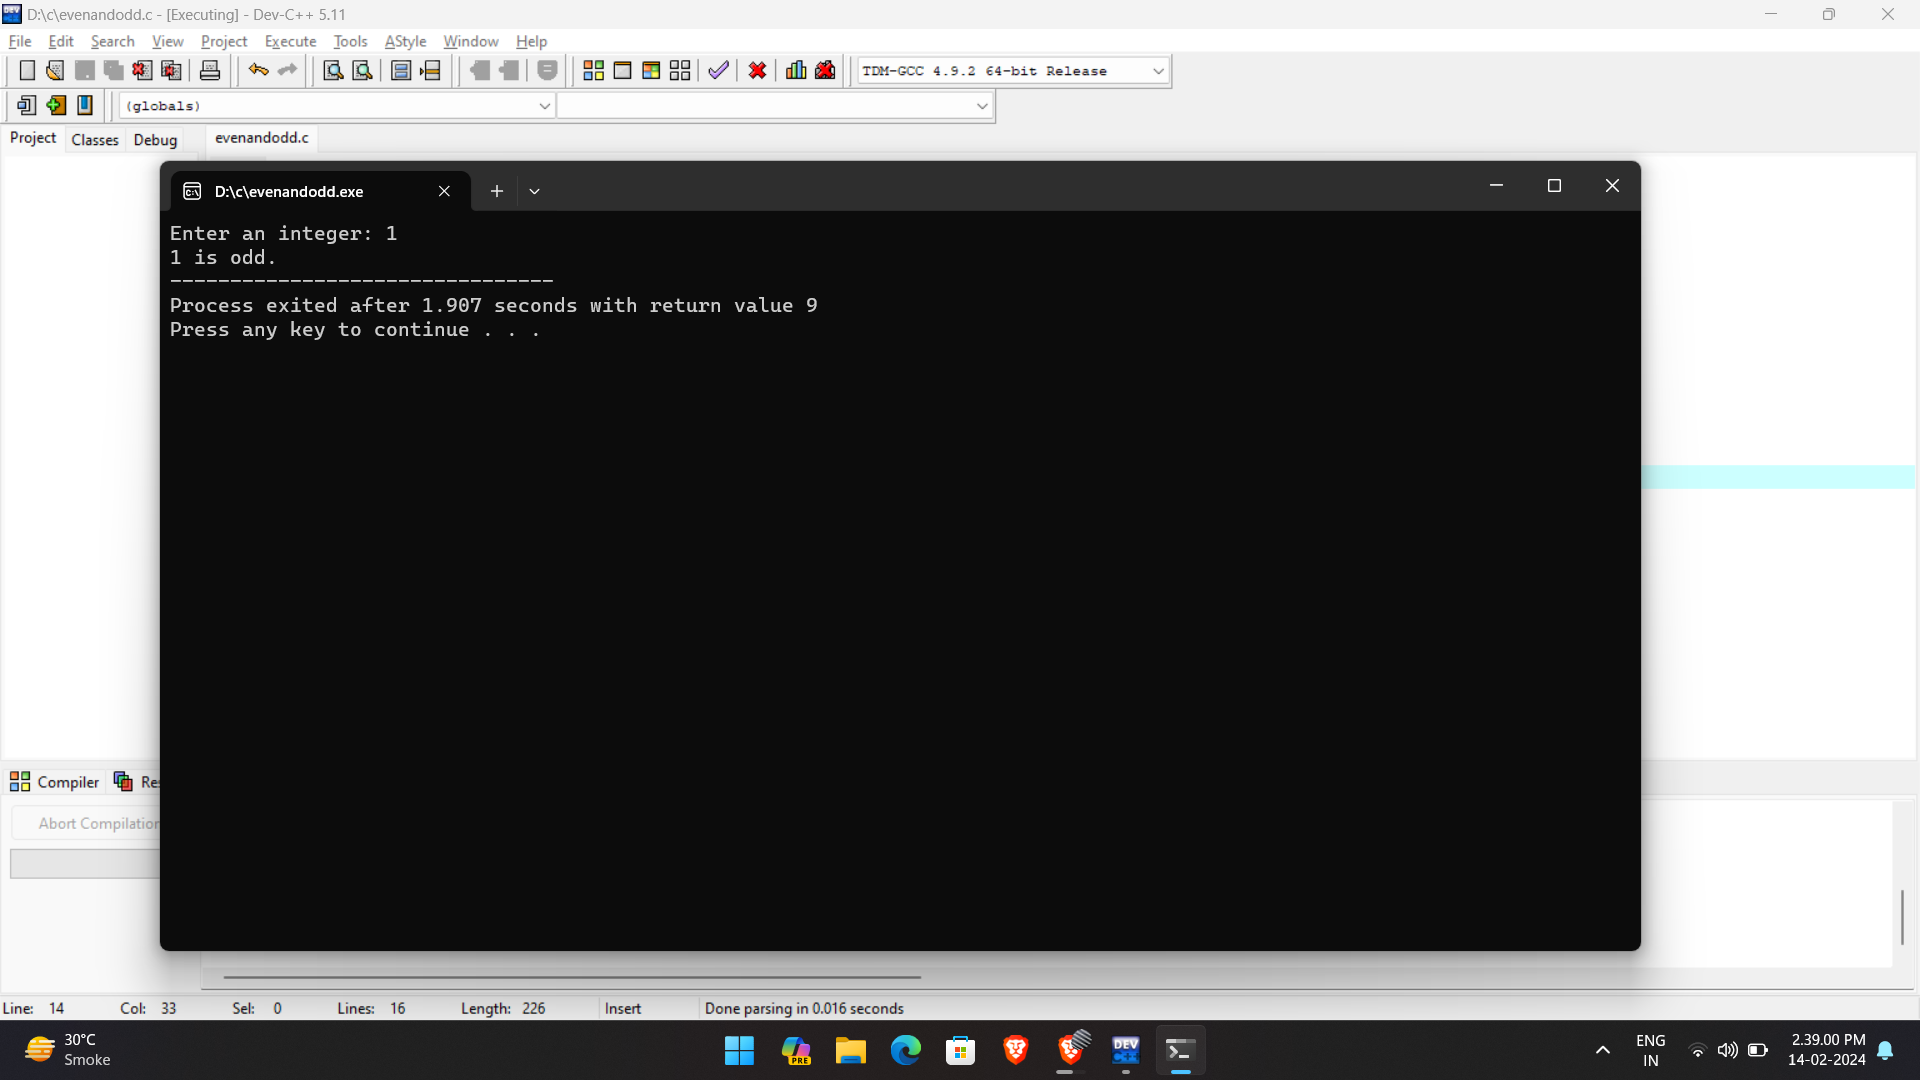 D:\c\evenandodd.c - [Executing] - Dev-C++ 5.11
File Edit Search View Project Execute Tools AStyle Window Help
TDM-GCC 4.9.2 64-bit Release
(globals)
Project Classes Debug evenandodd.c
D:\c\evenandodd.exe
Enter an integer: 1
1 is odd.
--------------------------------
Process exited after 1.907 seconds with return value 9
Press any key to continue . . .
Compiler Res
Abort Compilation
Line: 14 Col: 33 Sel: 0 Lines: 16 Length: 226 Insert Done parsing in 0.016 seconds
30°C
Smoke
PRE
DEV
C++
ENG
IN
2.39.00 PM
14-02-2024